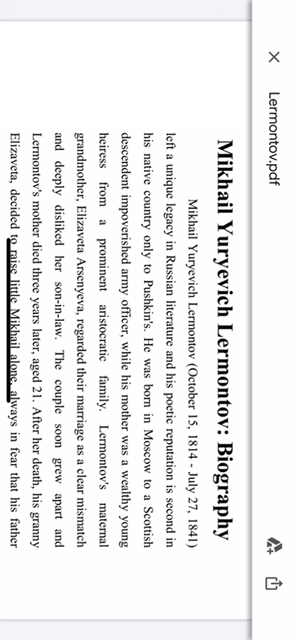 Lermontov.pdf
Mikhail Yuryevich Lermontov: Biography
Mikhail Yuryevich Lermontov (October 15, 1814 - July 27, 1841)
left a unique legacy in Russian literature and his poetic reputation is second in
his native country only to Pushkin's. He was born in Moscow to a Scottish
descendent impoverished army officer, while his mother was a wealthy young
heiress from a prominent aristocratic family. Lermontov's maternal
grandmother, Elizaveta Arsenyeva, regarded their marriage as a clear mismatch
and deeply disliked her son-in-law. The couple soon grew apart and
Lermontov's mother died three years later, aged 21. After her death, his granny
Elizaveta, decided to raise little Mikhail alone, always in fear that his father